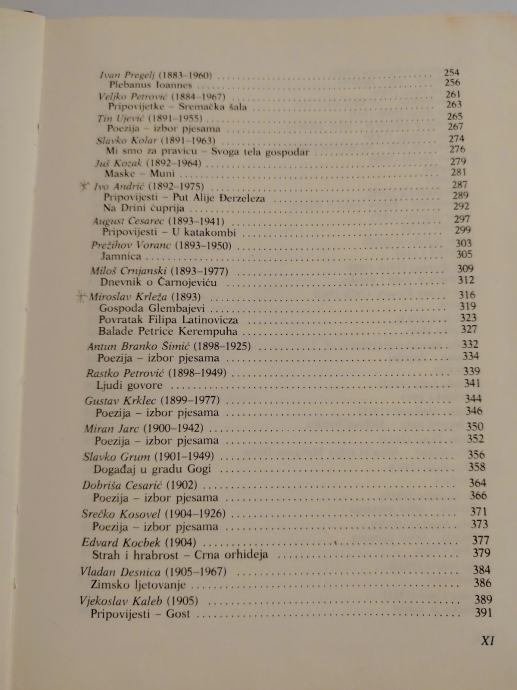 Ivan Pregelj (1883–1960) ........ 254
Plebanus Ioannes ........ 256
Veljko Petrović (1884–1967) ........ 261
Pripovijetke – Sremačka šala ........ 263
Tin Ujević (1891–1955) ........ 265
Poezija – izbor pjesama ........ 267
Slavko Kolar (1891–1963) ........ 274
Mi smo za pravicu – Svoga tela gospodar ........ 276
Juš Kozak (1892–1964) ........ 279
Maske – Muni ........ 281
Ivo Andrić (1892–1975) ........ 287
Pripovijesti – Put Alije Đerzeleza ........ 289
Na Drini ćuprija ........ 292
August Cesarec (1893–1941) ........ 297
Pripovijesti – U katakombi ........ 299
Prežihov Voranc (1893–1950) ........ 303
Jamnica ........ 305
Miloš Crnjanski (1893–1977) ........ 309
Dnevnik o Čarnojeviću ........ 312
Miroslav Krleža (1893) ........ 316
Gospoda Glembajevi ........ 319
Povratak Filipa Latinovicza ........ 323
Balade Petrice Kerempuha ........ 327
Antun Branko Šimić (1898–1925) ........ 332
Poezija – izbor pjesama ........ 334
Rastko Petrović (1898–1949) ........ 339
Ljudi govore ........ 341
Gustav Krklec (1899–1977) ........ 344
Poezija – izbor pjesama ........ 346
Miran Jarc (1900–1942) ........ 350
Poezija – izbor pjesama ........ 352
Slavko Grum (1901–1949) ........ 356
Događaj u gradu Gogi ........ 358
Dobriša Cesarić (1902) ........ 364
Poezija – izbor pjesama ........ 366
Srečko Kosovel (1904–1926) ........ 371
Poezija – izbor pjesama ........ 373
Edvard Kocbek (1904) ........ 377
Strah i hrabrost – Crna orhideja ........ 379
Vladan Desnica (1905–1967) ........ 384
Zimsko ljetovanje ........ 386
Vjekoslav Kaleb (1905) ........ 389
Pripovijesti – Gost ........ 391
XI